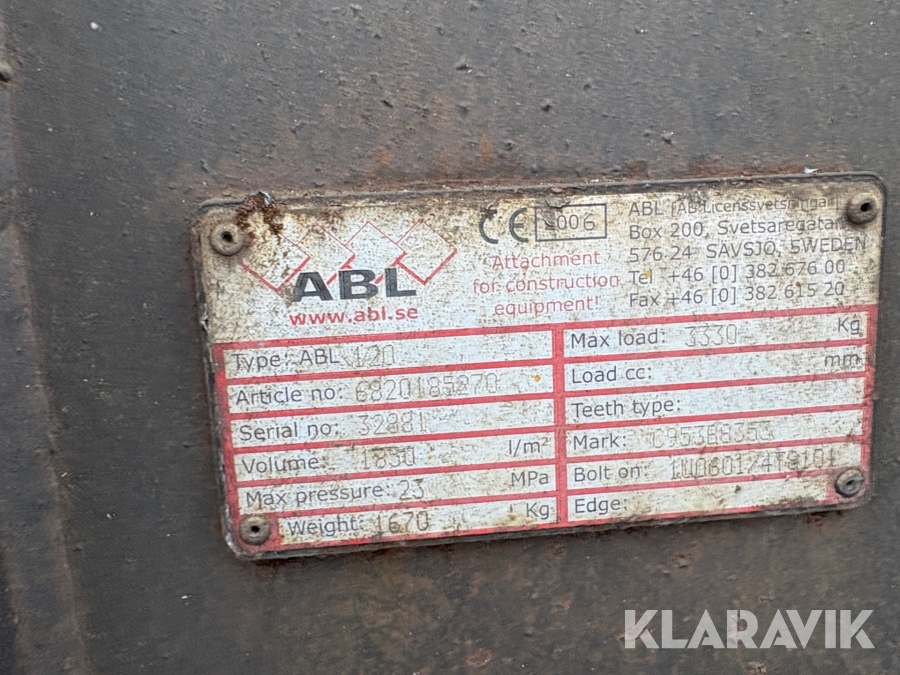 ABL
www.abl.se
CE 2006
Attachment
for construction
equipment!
ABL [AB Licenssvetsningar]
Box 200, Svetsaregatan
576 24 SÄVSJÖ, SWEDEN
Tel +46 [0] 382 676 00
Fax +46 [0] 382 615 20
Type: ABL 120
Article no: 6820185270
Serial no: 32881
Volume: 1830 l/m²
Max pressure: 23 MPa
Weight: 1670 Kg
Max load: 3330 Kg
Load cc: mm
Teeth type:
Mark: C953B8353
Bolt on:
Edge:
KLARAVIK